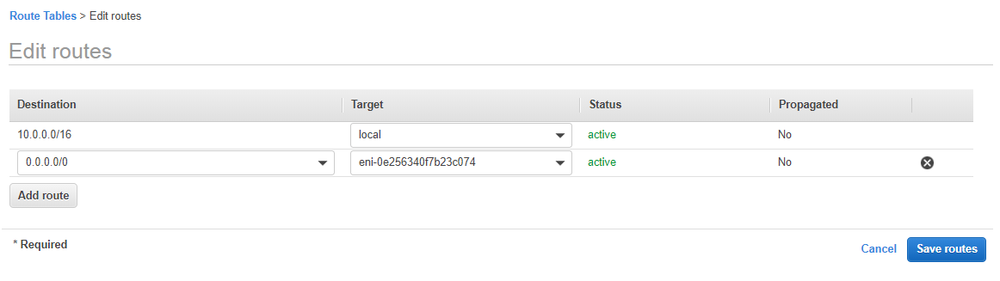 Route Tables > Edit routes
Edit routes
Destination Target Status Propagated
10.0.0.0/16 local active No
0.0.0.0/0 eni-0e256340f7b23c074 active No
Add route
* Required
Cancel Save routes